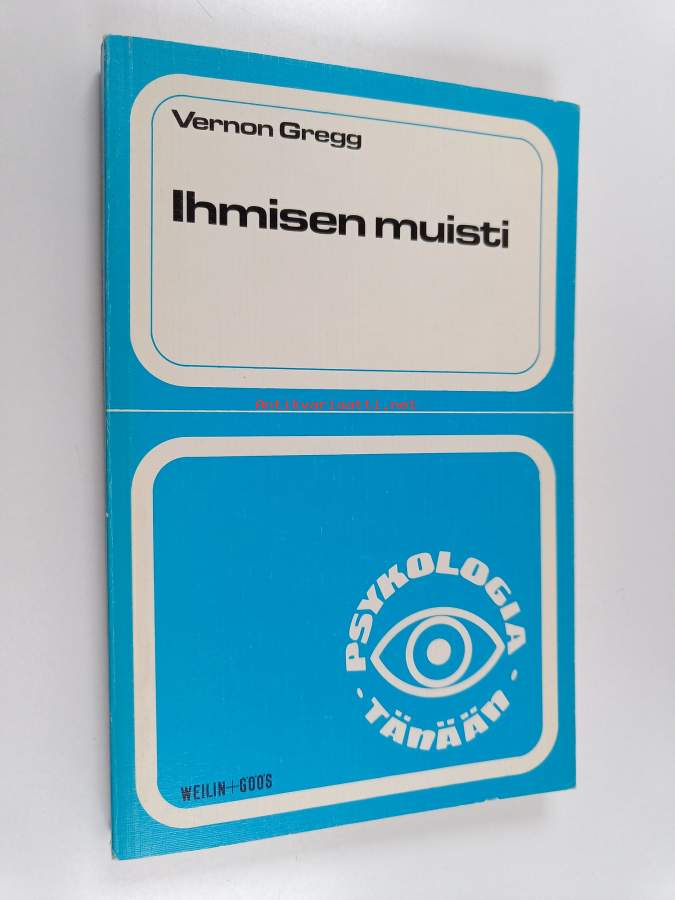 Vernon Gregg
Ihmisen muisti
Antikvariaatti.net
PSYKOLOGIA
· TÄNÄÄN ·
WEILIN+GÖÖS